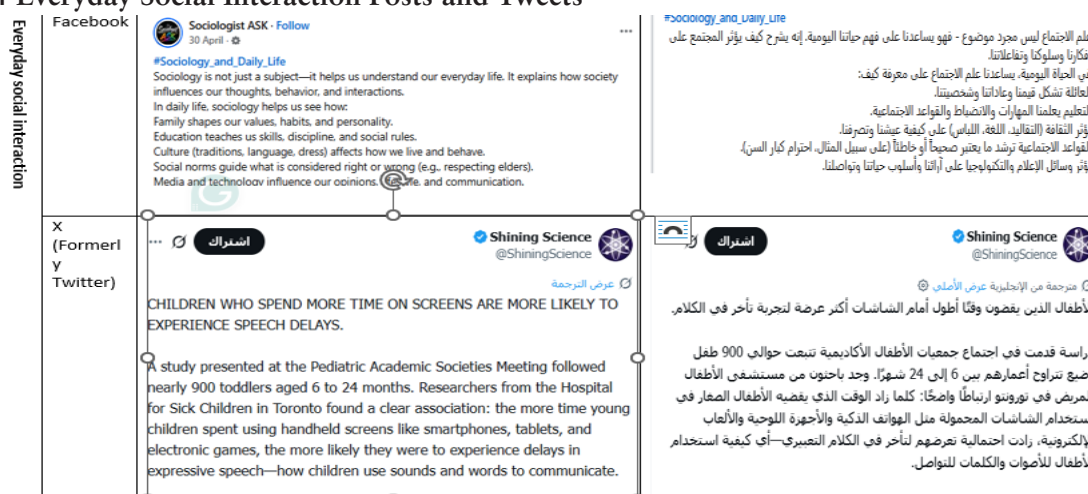 Everyday Social Interaction Posts and Tweets
Everyday social interaction
Facebook
Sociologist ASK · Follow
30 April ·
#Sociology_and_Daily_Life
Sociology is not just a subject—it helps us understand our everyday life. It explains how society
influences our thoughts, behavior, and interactions.
In daily life, sociology helps us see how:
Family shapes our values, habits, and personality.
Education teaches us skills, discipline, and social rules.
Culture (traditions, language, dress) affects how we live and behave.
Social norms guide what is considered right or wrong (e.g., respecting elders).
Media and technology influence our opinions, and communication.
#Sociology_and_Daily_Life
علم الاجتماع ليس مجرد موضوع - فهو يساعدنا على فهم حياتنا اليومية. إنه يشرح كيف يؤثر المجتمع على
أفكارنا وسلوكنا وتفاعلاتنا.
في الحياة اليومية، يساعدنا علم الاجتماع على معرفة كيف:
العائلة تشكل قيمنا وعاداتنا وشخصيتنا.
التعليم يعلمنا المهارات والانضباط والقواعد الاجتماعية.
تؤثر الثقافة (التقاليد، اللغة، اللباس) على كيفية عيشنا وتصرفنا.
القواعد الاجتماعية ترشد ما يعتبر صحيحاً أو خاطئاً (على سبيل المثال، احترام كبار السن).
تؤثر وسائل الإعلام والتكنولوجيا على آرائنا وأسلوب حياتنا وتواصلنا.
X
(Formerl
y
Twitter)
Shining Science
اشتراك
@ShiningScience
عرض الترجمة
CHILDREN WHO SPEND MORE TIME ON SCREENS ARE MORE LIKELY TO
EXPERIENCE SPEECH DELAYS.
A study presented at the Pediatric Academic Societies Meeting followed
nearly 900 toddlers aged 6 to 24 months. Researchers from the Hospital
for Sick Children in Toronto found a clear association: the more time young
children spent using handheld screens like smartphones, tablets, and
electronic games, the more likely they were to experience delays in
expressive speech—how children use sounds and words to communicate.
Shining Science
اشتراك
@ShiningScience
مترجمة من الإنجليزية عرض الأصلي
الأطفال الذين يقضون وقتًا أطول أمام الشاشات أكثر عرضة لتجربة تأخر في الكلام.
دراسة قدمت في اجتماع جمعيات الأطفال الأكاديمية تتبعت حوالي 900 طفل
رضيع تتراوح أعمارهم بين 6 إلى 24 شهرًا. وجد باحثون من مستشفى الأطفال
المريض في تورونتو ارتباطًا واضحًا: كلما زاد الوقت الذي يقضيه الأطفال الصغار في
استخدام الشاشات المحمولة مثل الهواتف الذكية والأجهزة اللوحية والألعاب
الإلكترونية، زادت احتمالية تعرضهم لتأخر في الكلام التعبيري—أي كيفية استخدام
الأطفال للأصوات والكلمات للتواصل.